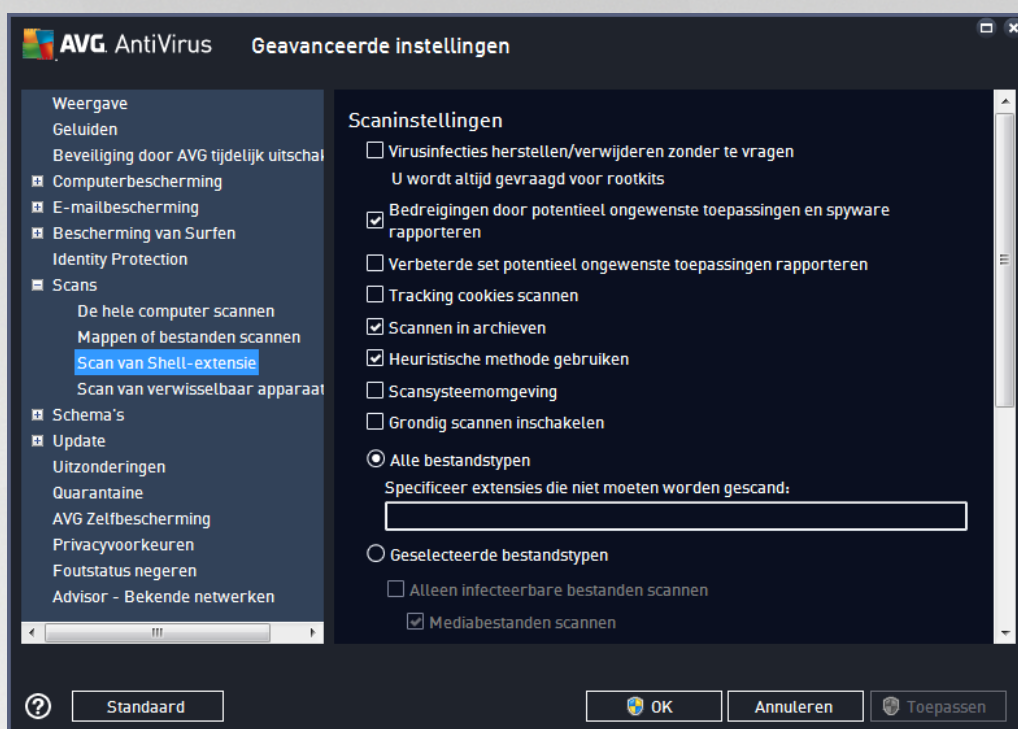 AVG. AntiVirus Geavanceerde instellingen
Weergave
Geluiden
Beveiliging door AVG tijdelijk uitschak
Computerbescherming
E-mailbescherming
Bescherming van Surfen
Identity Protection
Scans
De hele computer scannen
Mappen of bestanden scannen
Scan van Shell-extensie
Scan van verwisselbaar apparaat
Schema's
Update
Uitzonderingen
Quarantaine
AVG Zelfbescherming
Privacyvoorkeuren
Foutstatus negeren
Advisor - Bekende netwerken
Scaninstellingen
Virusinfecties herstellen/verwijderen zonder te vragen
U wordt altijd gevraagd voor rootkits
Bedreigingen door potentieel ongewenste toepassingen en spyware
rapporteren
Verbeterde set potentieel ongewenste toepassingen rapporteren
Tracking cookies scannen
Scannen in archieven
Heuristische methode gebruiken
Scansysteemomgeving
Grondig scannen inschakelen
Alle bestandstypen
Specificeer extensies die niet moeten worden gescand:
Geselecteerde bestandstypen
Alleen infecteerbare bestanden scannen
Mediabestanden scannen
? Standaard OK Annuleren Toepassen